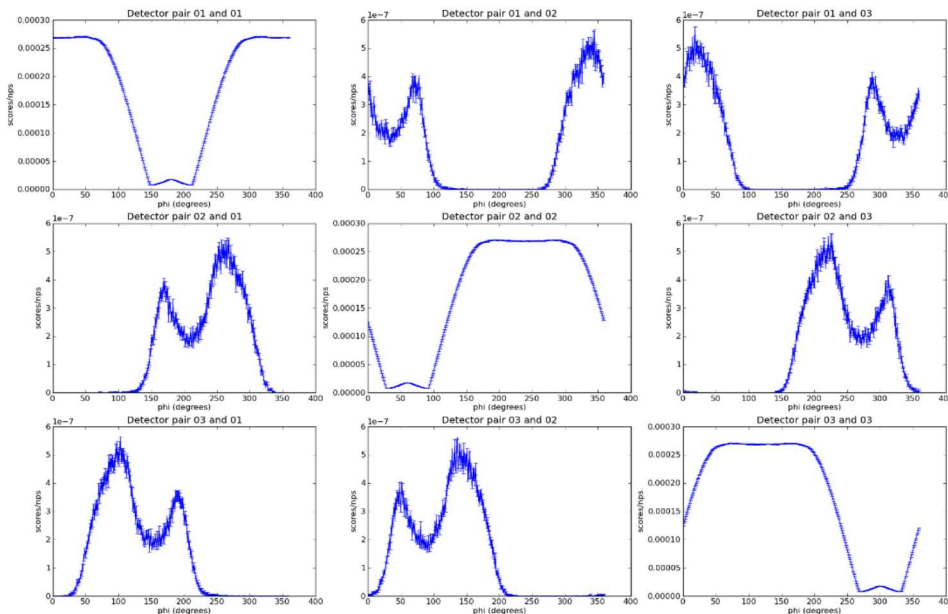 Detector pair 01 and 01
0.00030
0.00025
0.00020
0.00015
0.00010
0.00005
0.00000
scores/nps
0 50 100 150 200 250 300 350 400
phi (degrees)
Detector pair 01 and 02
1e-7
6
5
4
3
2
1
0
scores/nps
0 50 100 150 200 250 300 350 400
phi (degrees)
Detector pair 01 and 03
1e-7
6
5
4
3
2
1
0
scores/nps
0 50 100 150 200 250 300 350 400
phi (degrees)
Detector pair 02 and 01
1e-7
6
5
4
3
2
1
0
scores/nps
0 50 100 150 200 250 300 350 400
phi (degrees)
Detector pair 02 and 02
0.00030
0.00025
0.00020
0.00015
0.00010
0.00005
0.00000
scores/nps
0 50 100 150 200 250 300 350 400
phi (degrees)
Detector pair 02 and 03
1e-7
6
5
4
3
2
1
0
scores/nps
0 50 100 150 200 250 300 350 400
phi (degrees)
Detector pair 03 and 01
1e-7
6
5
4
3
2
1
0
scores/nps
0 50 100 150 200 250 300 350 400
phi (degrees)
Detector pair 03 and 02
1e-7
6
5
4
3
2
1
0
scores/nps
0 50 100 150 200 250 300 350 400
phi (degrees)
Detector pair 03 and 03
0.00030
0.00025
0.00020
0.00015
0.00010
0.00005
0.00000
scores/nps
0 50 100 150 200 250 300 350 400
phi (degrees)